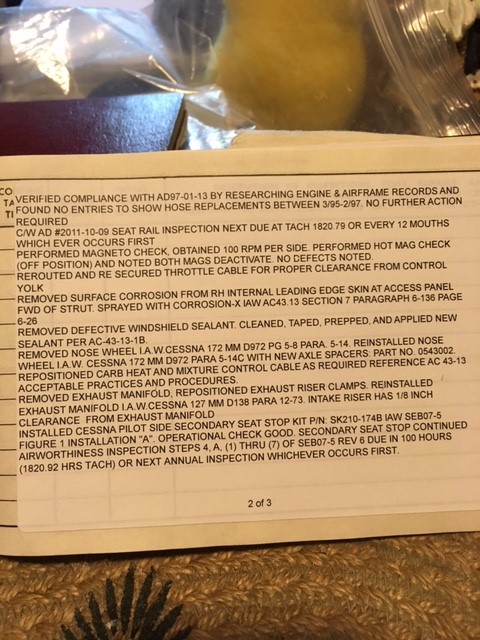 CO
TA
TI
VERIFIED COMPLIANCE WITH AD97-01-13 BY RESEARCHING ENGINE & AIRFRAME RECORDS AND
FOUND NO ENTRIES TO SHOW HOSE REPLACEMENTS BETWEEN 3/95-2/97. NO FURTHER ACTION
REQUIRED
C/W AD #2011-10-09 SEAT RAIL INSPECTION NEXT DUE AT TACH 1820.79 OR EVERY 12 MOUTHS
WHICH EVER OCCURS FIRST
PERFORMED MAGNETO CHECK, OBTAINED 100 RPM PER SIDE. PERFORMED HOT MAG CHECK
(OFF POSITION) AND NOTED BOTH MAGS DEACTIVATE. NO DEFECTS NOTED.
REROUTED AND RE SECURED THROTTLE CABLE FOR PROPER CLEARANCE FROM CONTROL
YOLK
REMOVED SURFACE CORROSION FROM RH INTERNAL LEADING EDGE SKIN AT ACCESS PANEL
FWD OF STRUT. SPRAYED WITH CORROSION-X IAW AC43.13 SECTION 7 PARAGRAPH 6-136 PAGE
6-26
REMOVED DEFECTIVE WINDSHIELD SEALANT. CLEANED, TAPED, PREPPED, AND APPLIED NEW
SEALANT PER AC-43-13-1B.
REMOVED NOSE WHEEL I.A.W.CESSNA 172 MM D972 PG 5-8 PARA. 5-14. REINSTALLED NOSE
WHEEL I.A.W. CESSNA 172 MM D972 PARA 5-14C WITH NEW AXLE SPACERS: PART NO. 0543002.
REPOSITIONED CARB HEAT AND MIXTURE CONTROL CABLE AS REQUIRED REFERENCE AC 43-13
ACCEPTABLE PRACTICES AND PROCEDURES.
REMOVED EXHAUST MANIFOLD, REPOSITIONED EXHAUST RISER CLAMPS. REINSTALLED
EXHAUST MANIFOLD I.A.W.CESSNA 127 MM D138 PARA 12-73. INTAKE RISER HAS 1/8 INCH
CLEARANCE FROM EXHAUST MANIFOLD
INSTALLED CESSNA PILOT SIDE SECONDARY SEAT STOP KIT P/N: SK210-174B IAW SEB07-5
FIGURE 1 INSTALLATION "A". OPERATIONAL CHECK GOOD. SECONDARY SEAT STOP CONTINUED
AIRWORTHINESS INSPECTION STEPS 4, A. (1) THRU (7) OF SEB07-5 REV 6 DUE IN 100 HOURS
(1820.92 HRS TACH) OR NEXT ANNUAL INSPECTION WHICHEVER OCCURS FIRST.
2 of 3